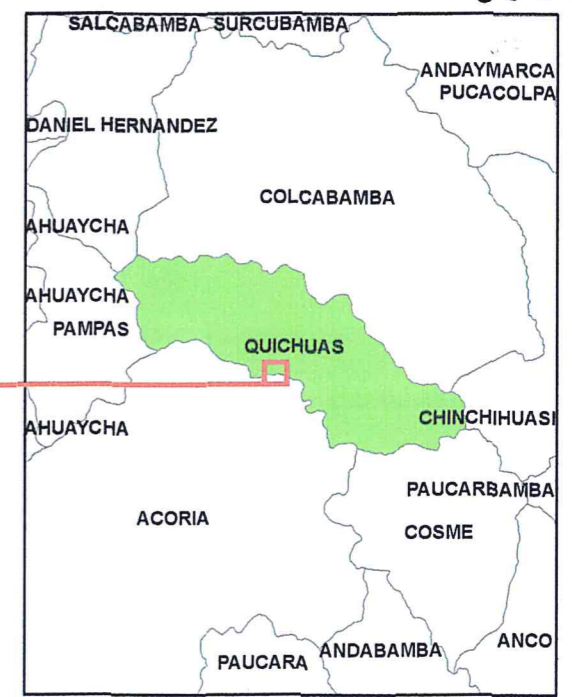 SALCABAMBA SURCUBAMBA
ANDAYMARCA
PUCACOLPA
DANIEL HERNANDEZ
COLCABAMBA
AHUAYCHA
AHUAYCHA
PAMPAS
QUICHUAS
AHUAYCHA
CHINCHIHUASI
PAUCARBAMBA
ACORIA
COSME
ANCO
ANDABAMBA
PAUCARA